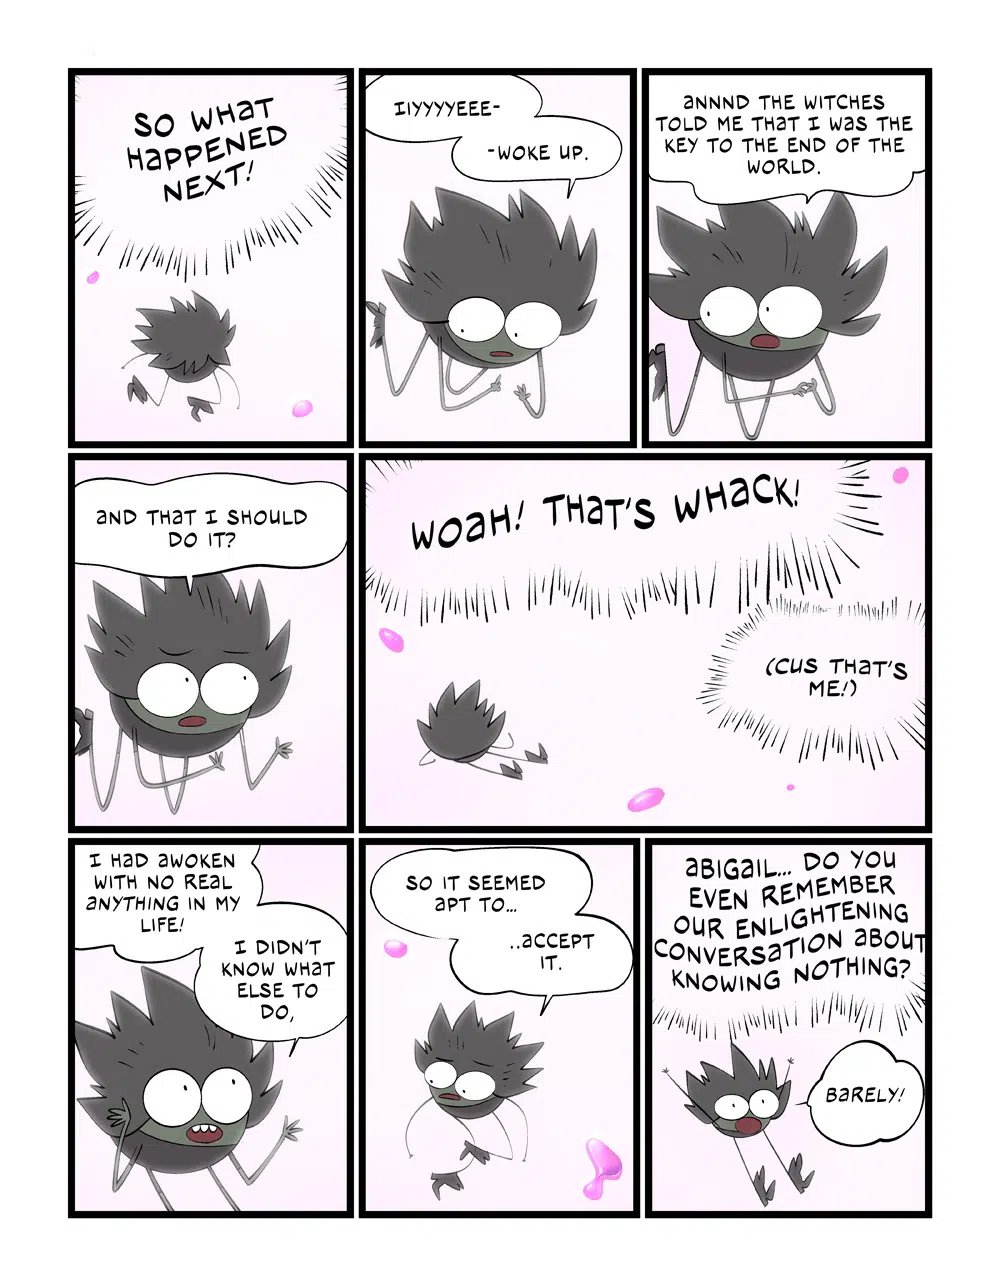 SO WHAT
HAPPENED
NEXT!
IIYYYYEEE-
-WOKE UP.
ANNND THE WITCHES
TOLD ME THAT I WAS THE
KEY TO THE END OF THE
WORLD.
AND THAT I SHOULD
DO IT?
WOAH! THAT'S WHACK!
(CUS THAT'S
ME!)
I HAD AWOKEN
WITH NO REAL
ANYTHING IN MY
LIFE!
I DIDN'T
KNOW WHAT
ELSE TO
DO,
SO IT SEEMED
APT TO...
..ACCEPT
IT.
ABIGAIL... DO YOU
EVEN REMEMBER
OUR ENLIGHTENING
CONVERSATION ABOUT
KNOWING NOTHING?
BARELY!